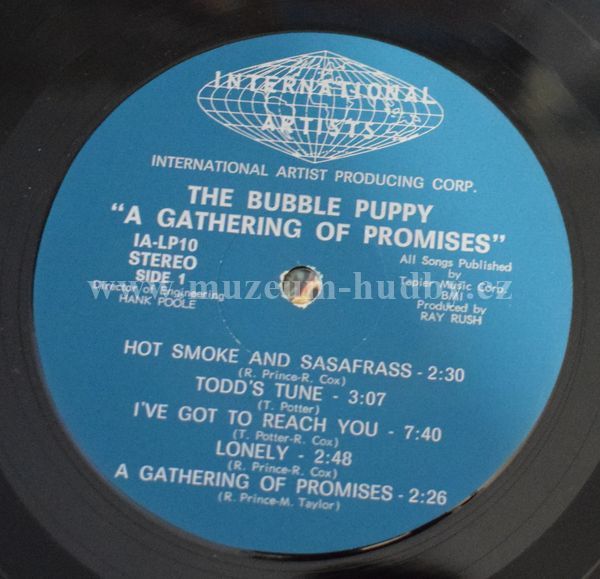 INTERNATIONAL
ARTISTS
INTERNATIONAL ARTIST PRODUCING CORP.
THE BUBBLE PUPPY
"A GATHERING OF PROMISES"
IA-LP10
STEREO
SIDE 1
Director of Engineering
HANK POOLE
All Songs Published
by
Tapier Music Corp.
BMI
Produced by
RAY RUSH
www.muzeum-hudby.cz
HOT SMOKE AND SASAFRASS - 2:30
(R. Prince-R. Cox)
TODD'S TUNE - 3:07
(T. Potter)
I'VE GOT TO REACH YOU - 7:40
(T. Potter-R. Cox)
LONELY - 2:48
(R. Prince-R. Cox)
A GATHERING OF PROMISES - 2:26
(R. Prince-M. Taylor)